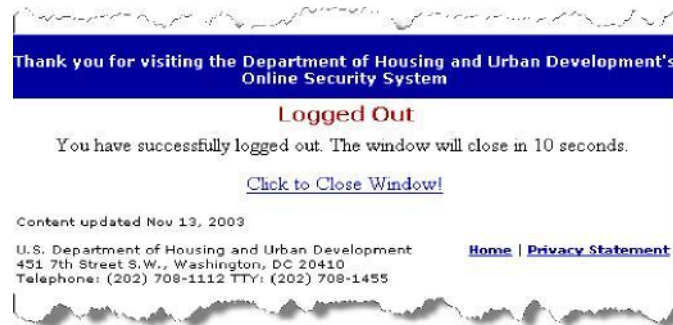 Thank you for visiting the Department of Housing and Urban Development's
Online Security System
Logged Out
You have successfully logged out. The window will close in 10 seconds.
Click to Close Window!
Content updated Nov 13, 2003
U.S. Department of Housing and Urban Development Home | Privacy Statement
451 7th Street S.W., Washington, DC 20410
Telephone: (202) 708-1112 TTY: (202) 708-1455